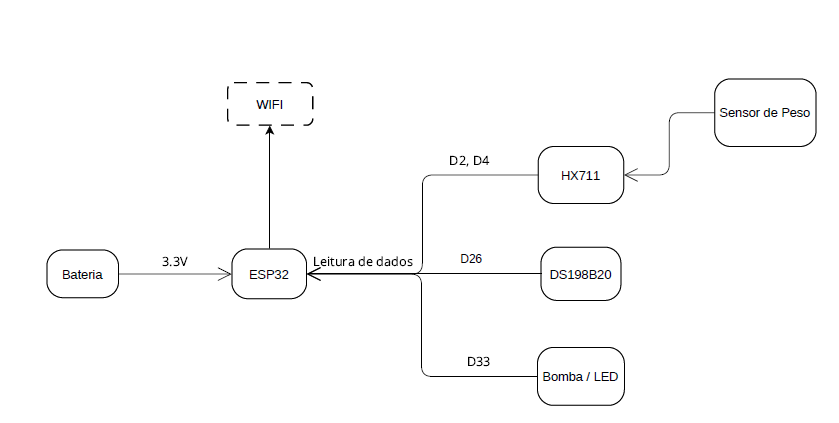 WIFI
Sensor de Peso
D2, D4
HX711
3.3V
Leitura de dados
D26
Bateria
ESP32
DS198B20
D33
Bomba / LED